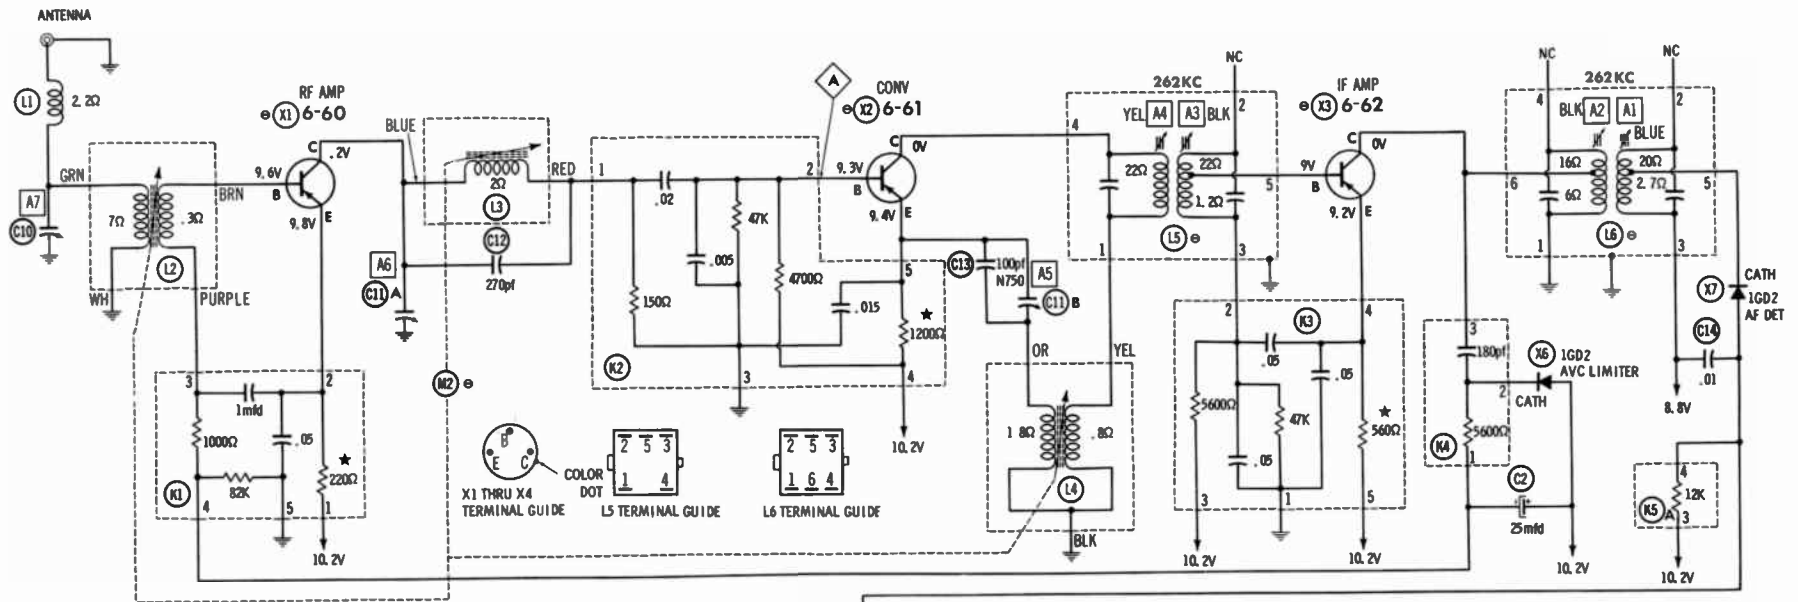 ANTENNA
L1
2.2Ω
A7
C10
GRN
7Ω
.3Ω
BRN
L2
WH
PURPLE
RF AMP
⊖ X1 6-60
C
.2V
9.6V
B
9.8V
E
BLUE
A6
C11 A
2Ω
L3
C12
270pf
RED
3
2
1mfd
1000Ω
.05
82K
★
220Ω
K1
4
5
1
10.2V
M2 ⊖
1
2
.02
47K
.005
150Ω
4700Ω
.015
5
★
1200Ω
K2
3
4
10.2V
A
CONV
⊖ X2 6-61
C
0V
9.3V
B
9.4V
E
C13
100pf
N750
A5
C11 B
OR
YEL
1 8Ω
.8Ω
L4
BLK
B
E
C
COLOR
DOT
X1 THRU X4
TERMINAL GUIDE
2 5 3
1 4
L5 TERMINAL GUIDE
2 5 3
1 6 4
L6 TERMINAL GUIDE
262KC
NC
4
YEL
A4
A3
BLK
2
22Ω
22Ω
1.2Ω
5
1
L5 ⊖
3
IF AMP
⊖ X3 6-62
C
0V
9V
B
9.2V
E
2
K3
4
.05
.05
5600Ω
47K
★
560Ω
.05
3
1
5
10.2V
10.2V
3
180pf
2
X6
1GD2
AVC LIMITER
CATH
K4
5600Ω
1
C2
25mfd
10.2V
NC
NC
262KC
4
BLK
A2
A1
2
BLUE
16Ω
20Ω
6Ω
2.7Ω
6
5
1
L6 ⊖
3
CATH
X7
1GD2
AF DET
C14
.01
8.8V
4
12K
K5 A
3
10.2V